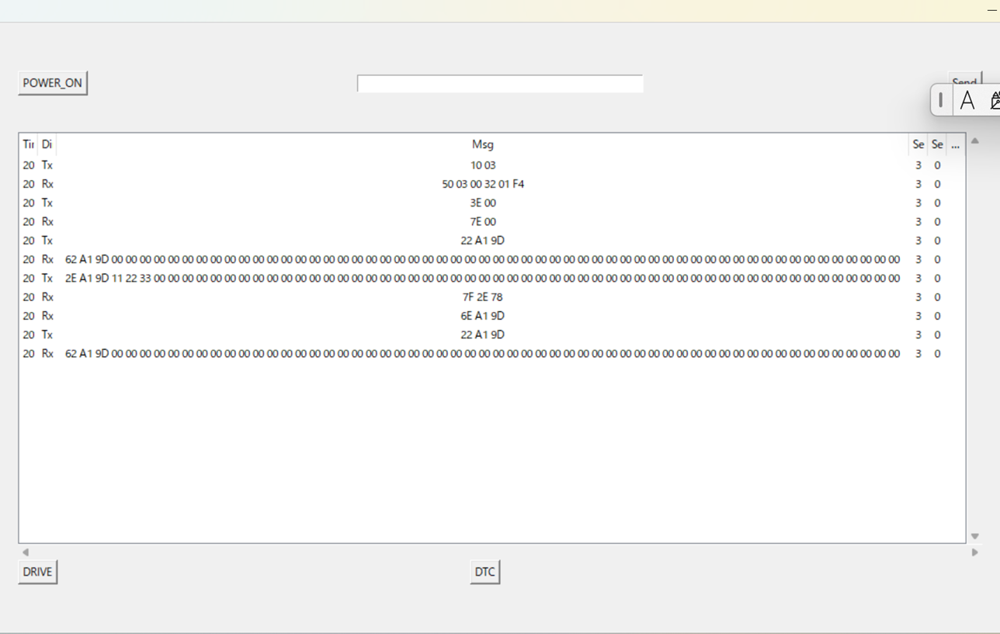 POWER_ON
Send
A
Tir Di Msg Se Se ...
20 Tx 10 03 3 0
20 Rx 50 03 00 32 01 F4 3 0
20 Tx 3E 00 3 0
20 Rx 7E 00 3 0
20 Tx 22 A1 9D 3 0
20 Rx 62 A1 9D 00 00 00 00 00 00 00 00 00 00 00 00 00 00 00 00 00 00 00 00 00 00 00 00 00 00 00 00 00 00 00 00 00 00 00 00 00 00 00 00 00 00 00 00 00 00 00 00 00 00 00 00 00 00 00 00 3 0
20 Tx 2E A1 9D 11 22 33 00 00 00 00 00 00 00 00 00 00 00 00 00 00 00 00 00 00 00 00 00 00 00 00 00 00 00 00 00 00 00 00 00 00 00 00 00 00 00 00 00 00 00 00 00 00 00 00 00 00 00 00 00 3 0
20 Rx 7F 2E 78 3 0
20 Rx 6E A1 9D 3 0
20 Tx 22 A1 9D 3 0
20 Rx 62 A1 9D 00 00 00 00 00 00 00 00 00 00 00 00 00 00 00 00 00 00 00 00 00 00 00 00 00 00 00 00 00 00 00 00 00 00 00 00 00 00 00 00 00 00 00 00 00 00 00 00 00 00 00 00 00 00 00 00 3 0
DRIVE
DTC